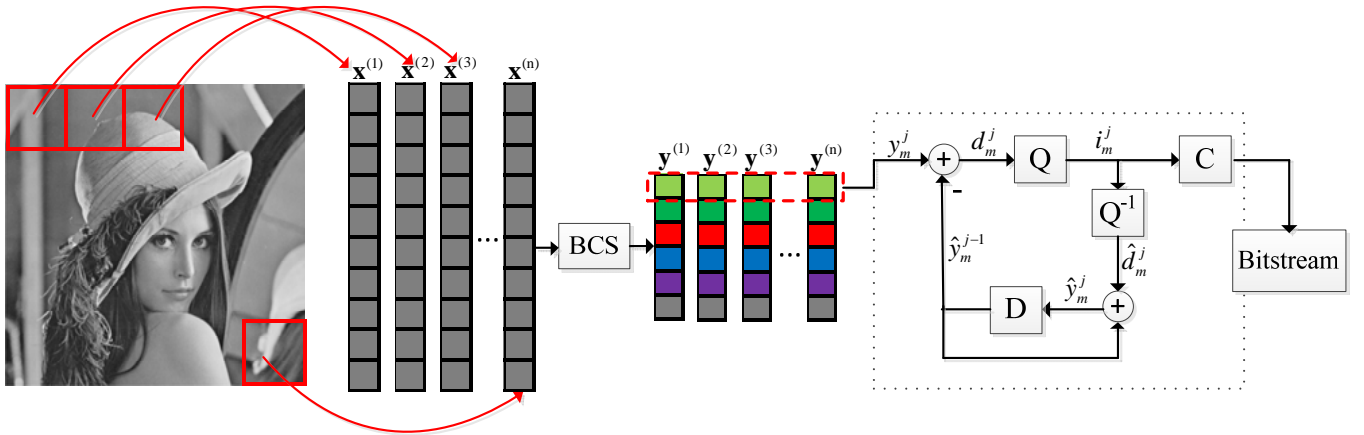 x^(1) x^(2) x^(3) x^(n)
...
BCS
y^(1) y^(2) y^(3) y^(n)
...
y_m^j + d_m^j Q i_m^j C
-
Q^-1
ŷ_m^{j-1} d̂_m^j
Bitstream
ŷ_m^j
D +